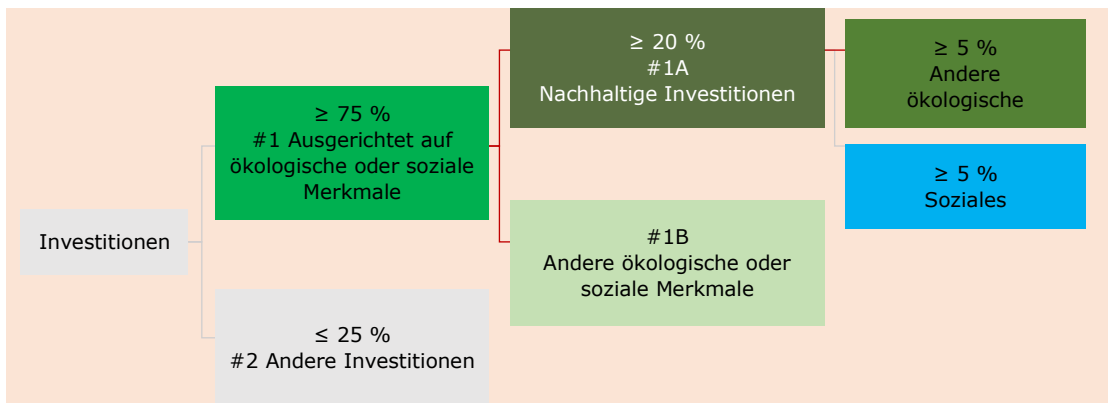 Investitionen
≥ 75 %
#1 Ausgerichtet auf
ökologische oder soziale
Merkmale
≤ 25 %
#2 Andere Investitionen
≥ 20 %
#1A
Nachhaltige Investitionen
#1B
Andere ökologische oder
soziale Merkmale
≥ 5 %
Andere
ökologische
≥ 5 %
Soziales